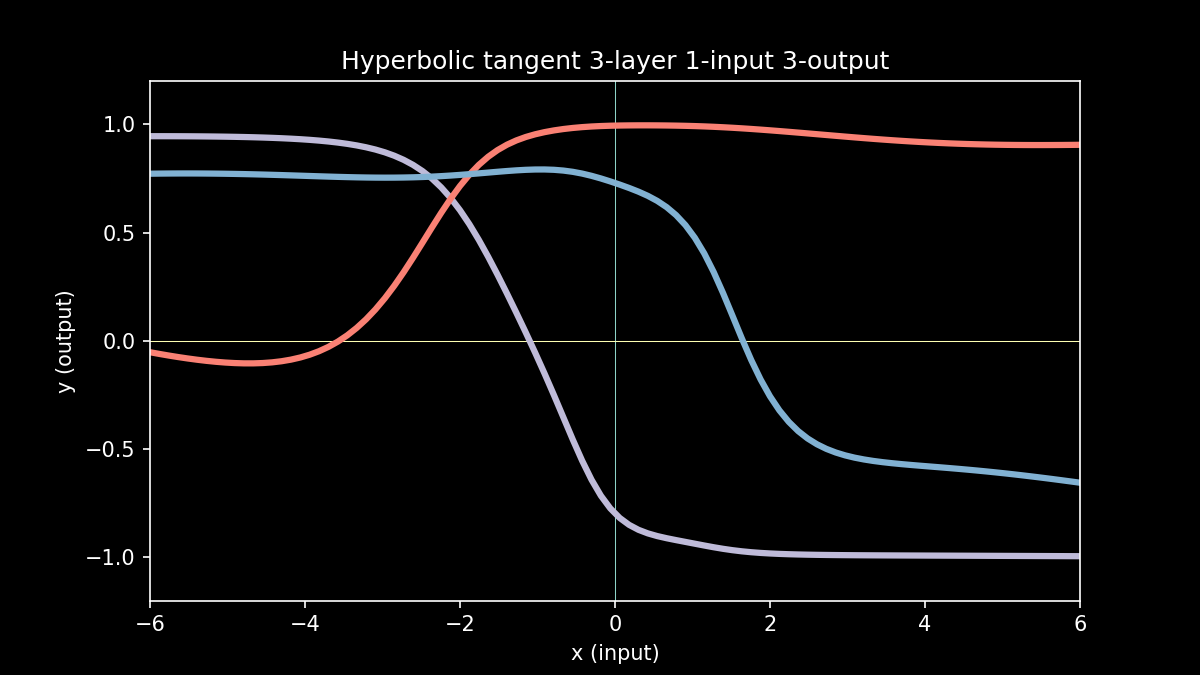 Hyperbolic tangent 3-layer 1-input 3-output
1.0
0.5
0.0
−0.5
−1.0
y (output)
−6 −4 −2 0 2 4 6
x (input)